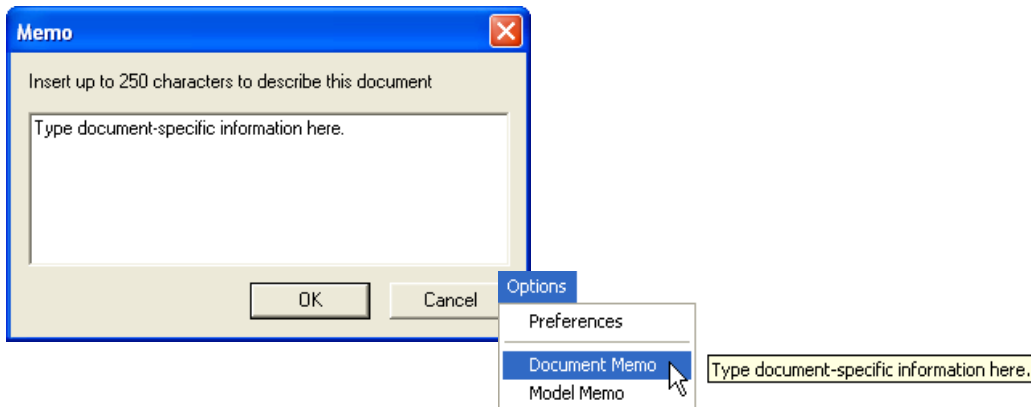 Memo
Insert up to 250 characters to describe this document
Type document-specific information here.
OK Cancel
Options
Preferences
Document Memo
Type document-specific information here.
Model Memo